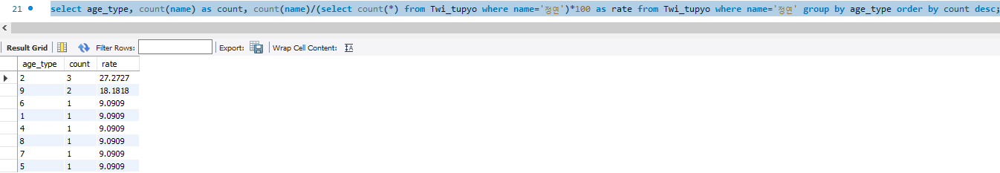 21 select age_type, count(name) as count, count(name)/(select count(*) from Twi_tupyo where name='정연')*100 as rate from Twi_tupyo where name='정연' group by age_type order by count desc;
Result Grid Filter Rows: Export: Wrap Cell Content:
age_type count rate
2 3 27.2727
9 2 18.1818
6 1 9.0909
1 1 9.0909
4 1 9.0909
8 1 9.0909
7 1 9.0909
5 1 9.0909